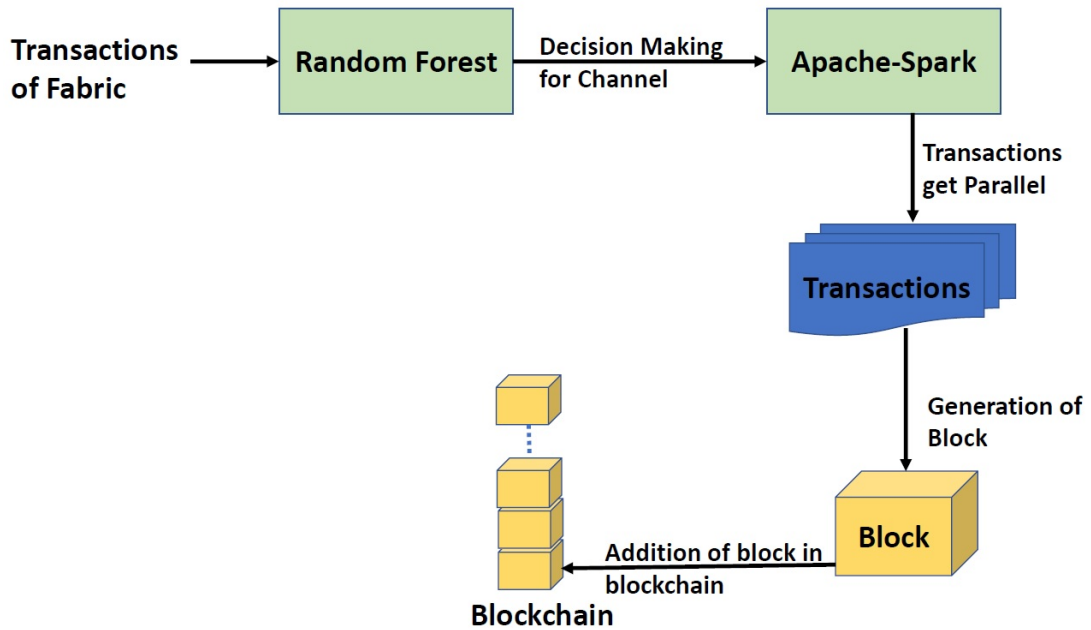 Transactions
of Fabric
Random Forest
Decision Making
for Channel
Apache-Spark
Transactions
get Parallel
Transactions
Generation of
Block
Block
Addition of block in
blockchain
Blockchain